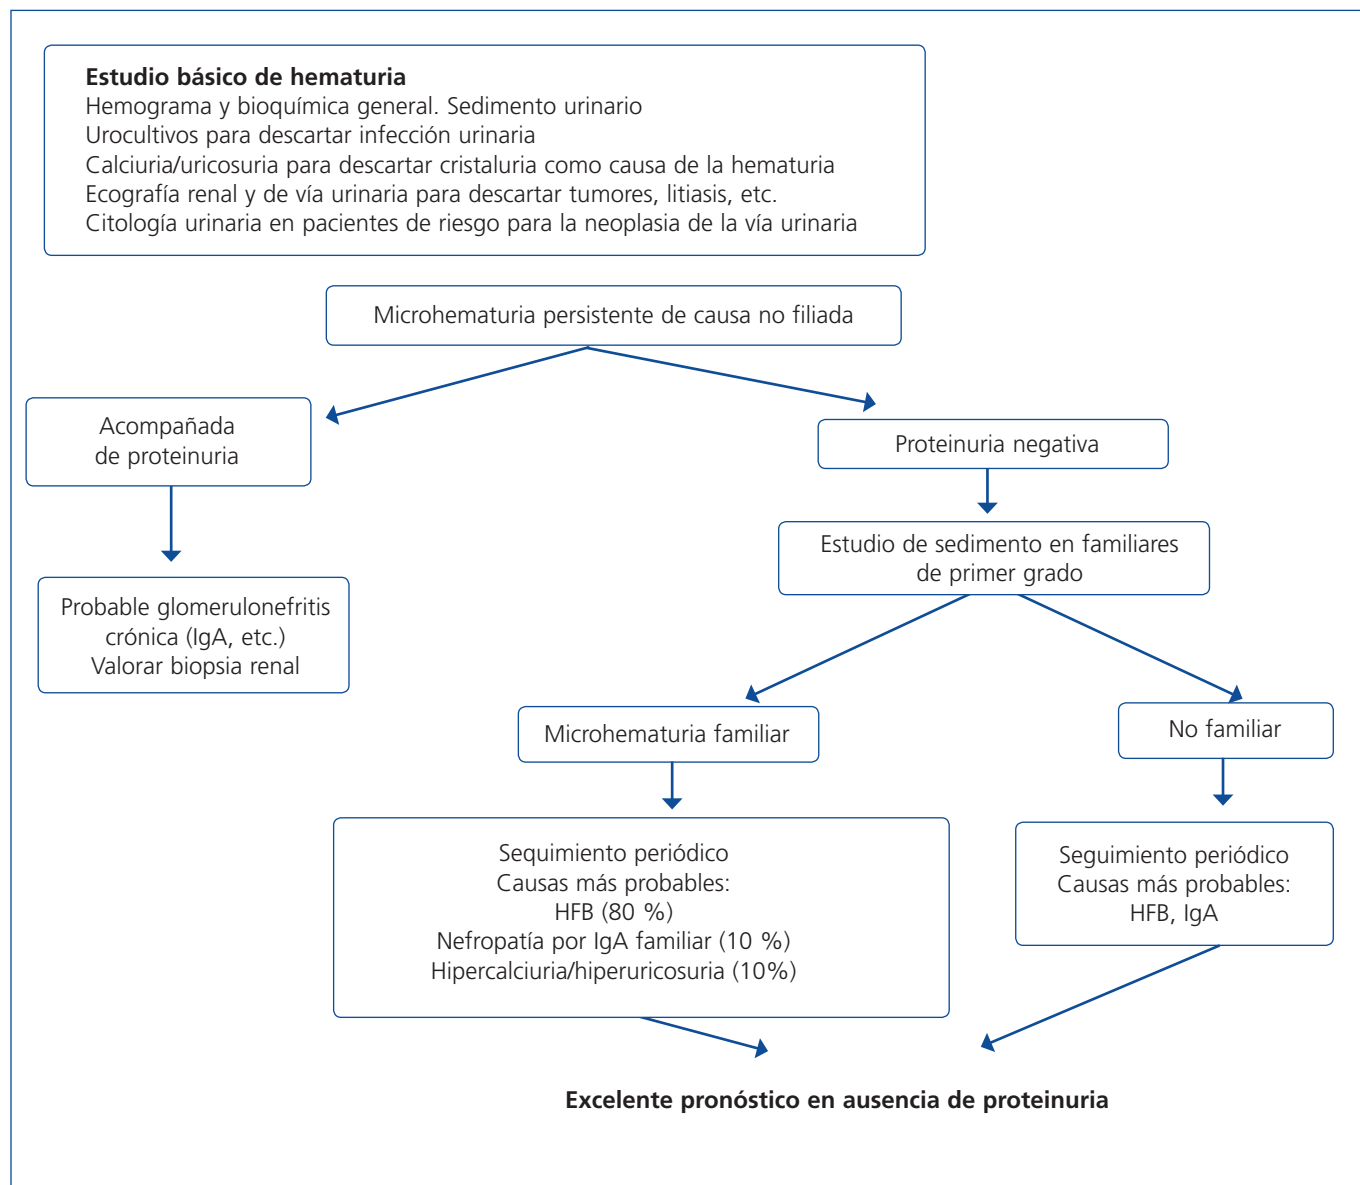 Estudio básico de hematuria
Hemograma y bioquímica general. Sedimento urinario
Urocultivos para descartar infección urinaria
Calciuria/uricosuria para descartar cristaluria como causa de la hematuria
Ecografía renal y de vía urinaria para descartar tumores, litiasis, etc.
Citología urinaria en pacientes de riesgo para la neoplasia de la vía urinaria
Microhematuria persistente de causa no filiada
Acompañada
de proteinuria
Proteinuria negativa
Probable glomerulonefritis
crónica (IgA, etc.)
Valorar biopsia renal
Estudio de sedimento en familiares
de primer grado
Microhematuria familiar
No familiar
Sequimiento periódico
Causas más probables:
HFB (80 %)
Nefropatía por IgA familiar (10 %)
Hipercalciuria/hiperuricosuria (10%)
Seguimiento periódico
Causas más probables:
HFB, IgA
Excelente pronóstico en ausencia de proteinuria